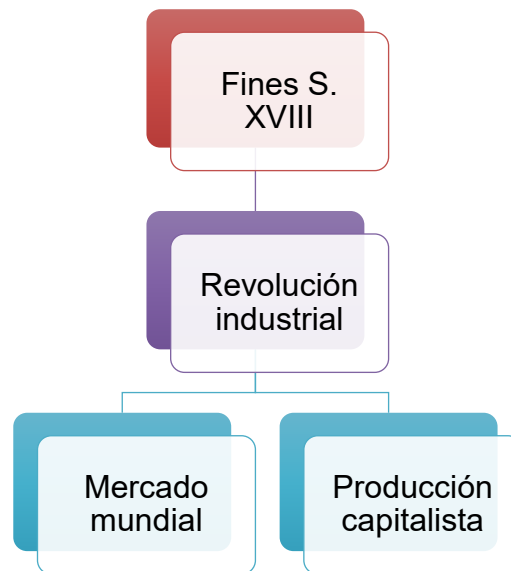 Fines S.
XVIII
Revolución
industrial
Mercado
mundial
Producción
capitalista